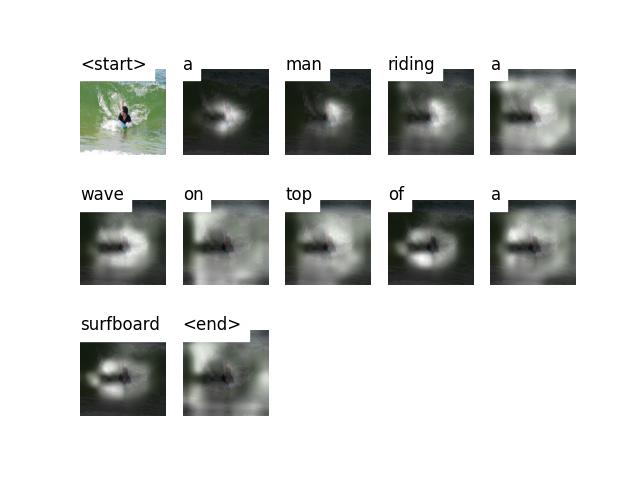 <start> a man riding a
wave on top of a
surfboard <end>